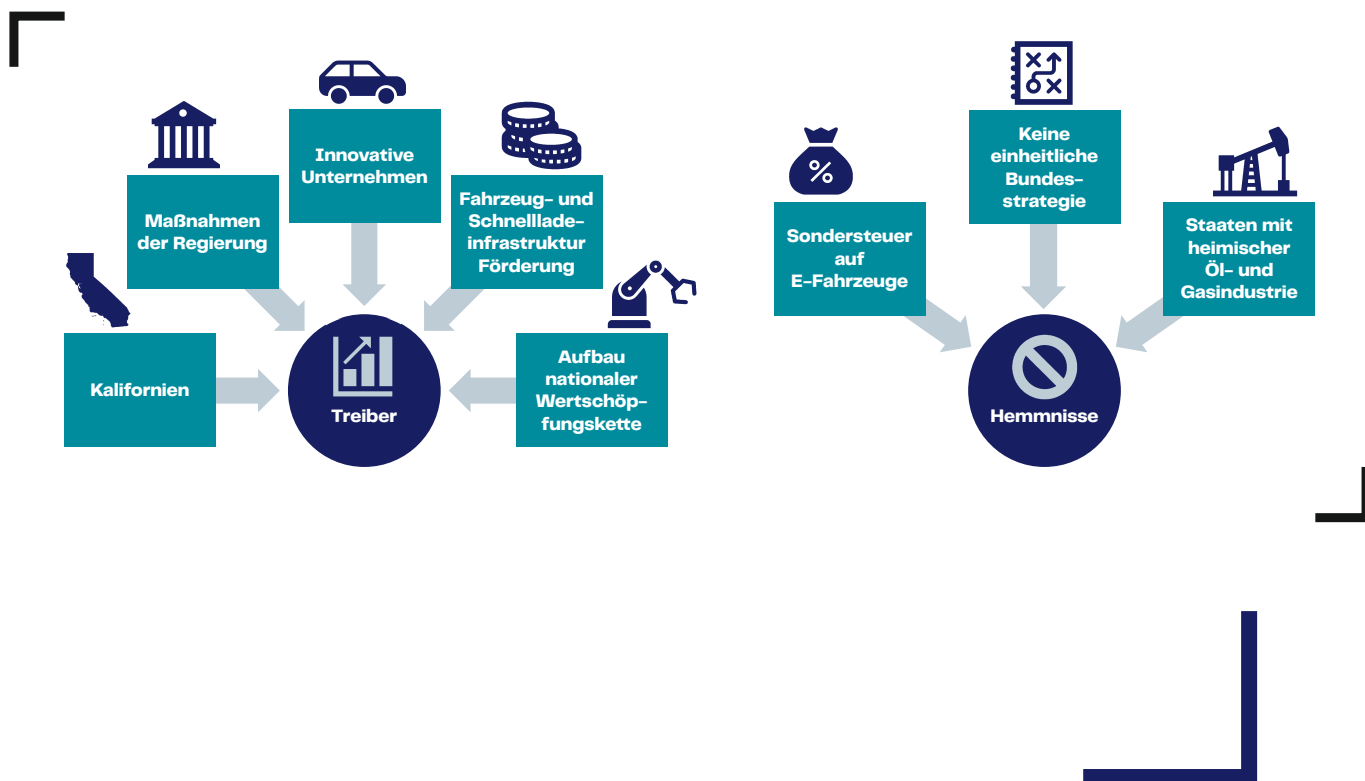 Kalifornien
Maßnahmen
der Regierung
Innovative
Unternehmen
Fahrzeug- und
Schnelllade-
infrastruktur
Förderung
Aufbau
nationaler
Wertschöp-
fungskette
Treiber
Sondersteuer
auf
E-Fahrzeuge
%
Keine
einheitliche
Bundes-
strategie
Staaten mit
heimischer
Öl- und
Gasindustrie
Hemmnisse